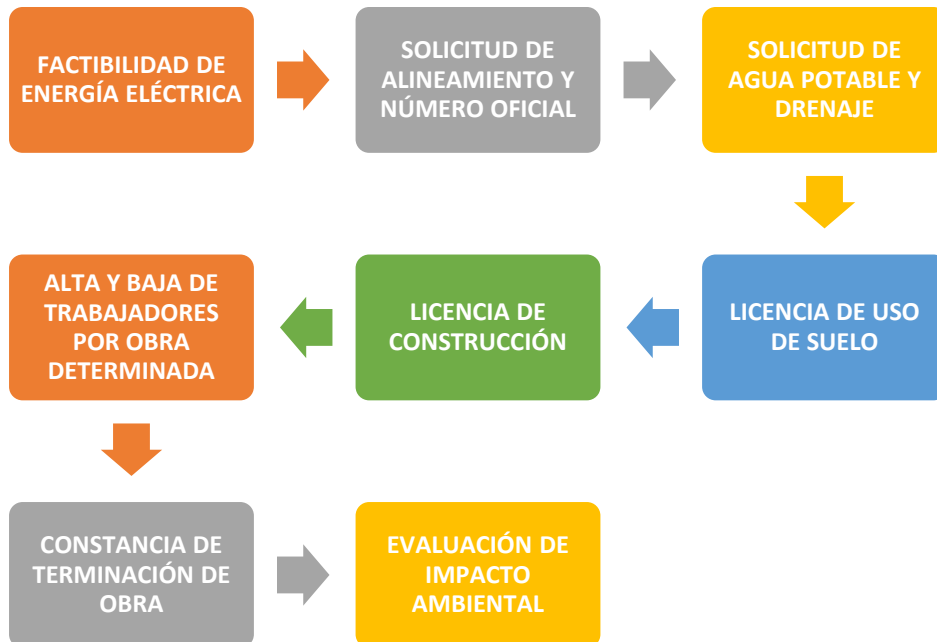 FACTIBILIDAD DE
ENERGÍA ELÉCTRICA
SOLICITUD DE
ALINEAMIENTO Y
NÚMERO OFICIAL
SOLICITUD DE
AGUA POTABLE Y
DRENAJE
LICENCIA DE USO
DE SUELO
LICENCIA DE
CONSTRUCCIÓN
ALTA Y BAJA DE
TRABAJADORES
POR OBRA
DETERMINADA
CONSTANCIA DE
TERMINACIÓN DE
OBRA
EVALUACIÓN DE
IMPACTO
AMBIENTAL